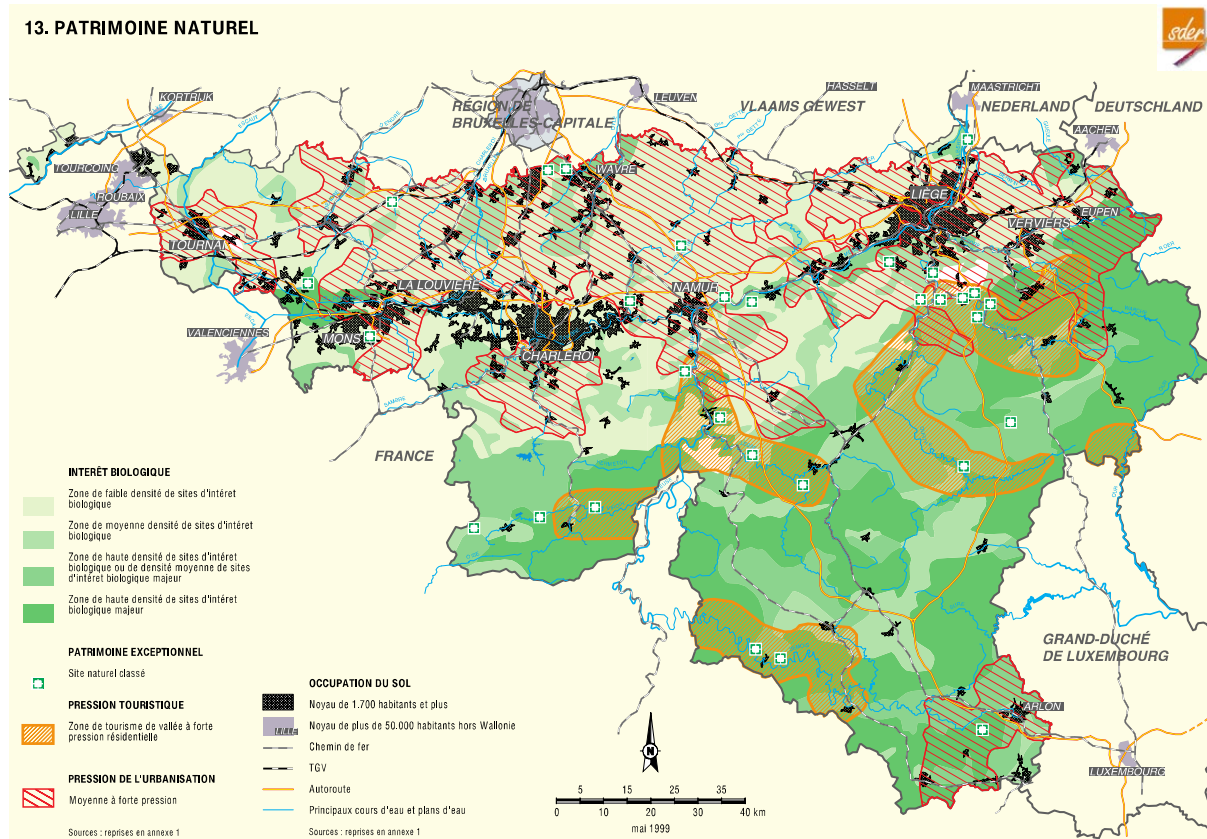 13. PATRIMOINE NATUREL
sder
KORTRIJK
RÉGION DE
BRUXELLES-CAPITALE
LEUVEN
HASSELT
VLAAMS GEWEST
MAASTRICHT
NEDERLAND
DEUTSCHLAND
AACHEN
TOURCOING
ROUBAIX
LILLE
TOURNAI
WAVRE
LIÈGE
VERVIERS
EUPEN
LA LOUVIÈRE
NAMUR
VALENCIENNES
MONS
CHARLEROI
SAMBRE
FRANCE
GRAND-DUCHÉ
DE LUXEMBOURG
ARLON
LUXEMBOURG
INTERÊT BIOLOGIQUE
Zone de faible densité de sites d'intéret
biologique
Zone de moyenne densité de sites d'intéret
biologique
Zone de haute densité de sites d'intéret
biologique ou de densité moyenne de sites
d'intéret biologique majeur
Zone de haute densité de sites d'intéret
biologique majeur
PATRIMOINE EXCEPTIONNEL
Site naturel classé
PRESSION TOURISTIQUE
Zone de tourisme de vallée à forte
pression résidentielle
PRESSION DE L'URBANISATION
Moyenne à forte pression
Sources : reprises en annexe 1
OCCUPATION DU SOL
Noyau de 1.700 habitants et plus
LILLE
Noyau de plus de 50.000 habitants hors Wallonie
Chemin de fer
TGV
Autoroute
Principaux cours d'eau et plans d'eau
Sources : reprises en annexe 1
N
5 15 25 35
0 10 20 30 40 km
mai 1999